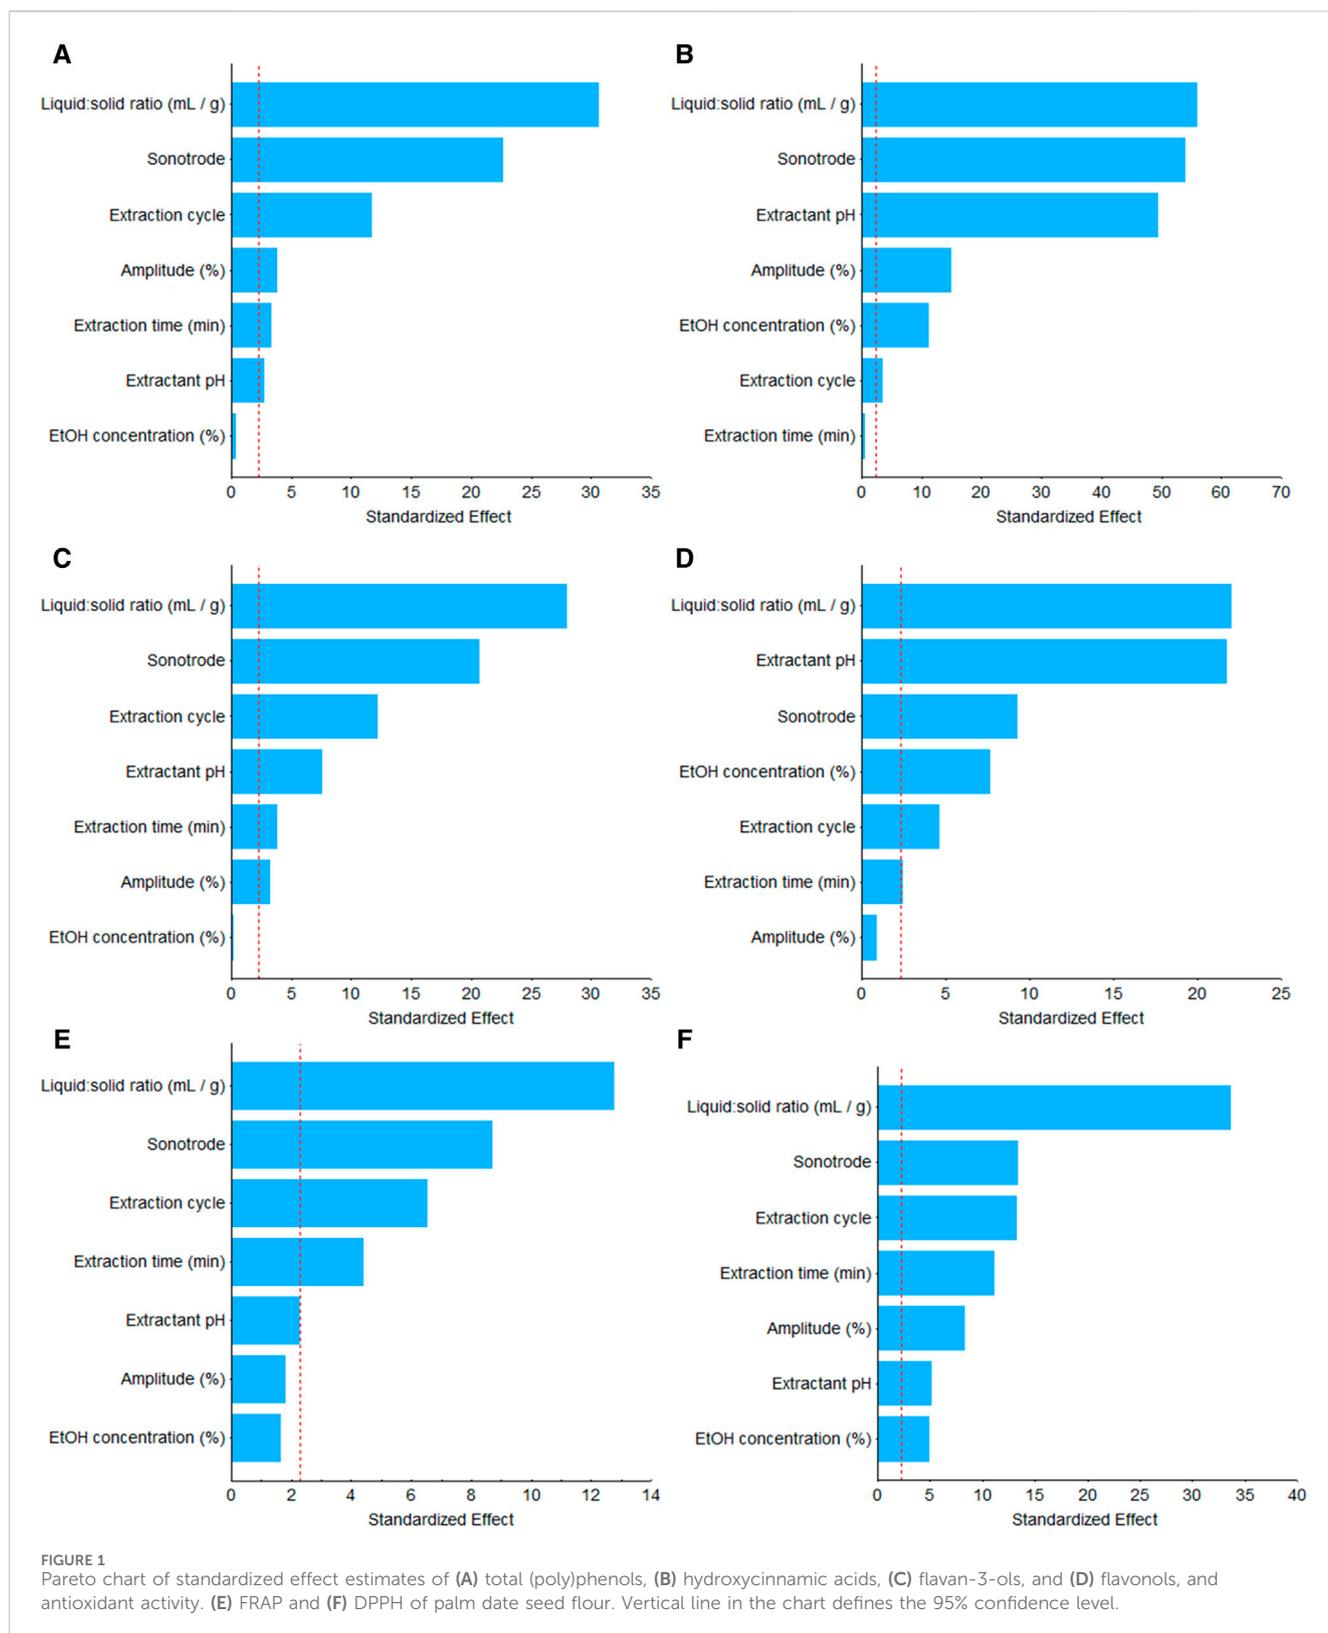 A
Liquid:solid ratio (mL / g)
Sonotrode
Extraction cycle
Amplitude (%)
Extraction time (min)
Extractant pH
EtOH concentration (%)
0 5 10 15 20 25 30 35
Standardized Effect
B
Liquid:solid ratio (mL / g)
Sonotrode
Extractant pH
Amplitude (%)
EtOH concentration (%)
Extraction cycle
Extraction time (min)
0 10 20 30 40 50 60 70
Standardized Effect
C
Liquid:solid ratio (mL / g)
Sonotrode
Extraction cycle
Extractant pH
Extraction time (min)
Amplitude (%)
EtOH concentration (%)
0 5 10 15 20 25 30 35
Standardized Effect
D
Liquid:solid ratio (mL / g)
Extractant pH
Sonotrode
EtOH concentration (%)
Extraction cycle
Extraction time (min)
Amplitude (%)
0 5 10 15 20 25
Standardized Effect
E
Liquid:solid ratio (mL / g)
Sonotrode
Extraction cycle
Extraction time (min)
Extractant pH
Amplitude (%)
EtOH concentration (%)
0 2 4 6 8 10 12 14
Standardized Effect
F
Liquid:solid ratio (mL / g)
Sonotrode
Extraction cycle
Extraction time (min)
Amplitude (%)
Extractant pH
EtOH concentration (%)
0 5 10 15 20 25 30 35 40
Standardized Effect
FIGURE 1
Pareto chart of standardized effect estimates of (A) total (poly)phenols, (B) hydroxycinnamic acids, (C) flavan-3-ols, and (D) flavonols, and
antioxidant activity. (E) FRAP and (F) DPPH of palm date seed flour. Vertical line in the chart defines the 95% confidence level.